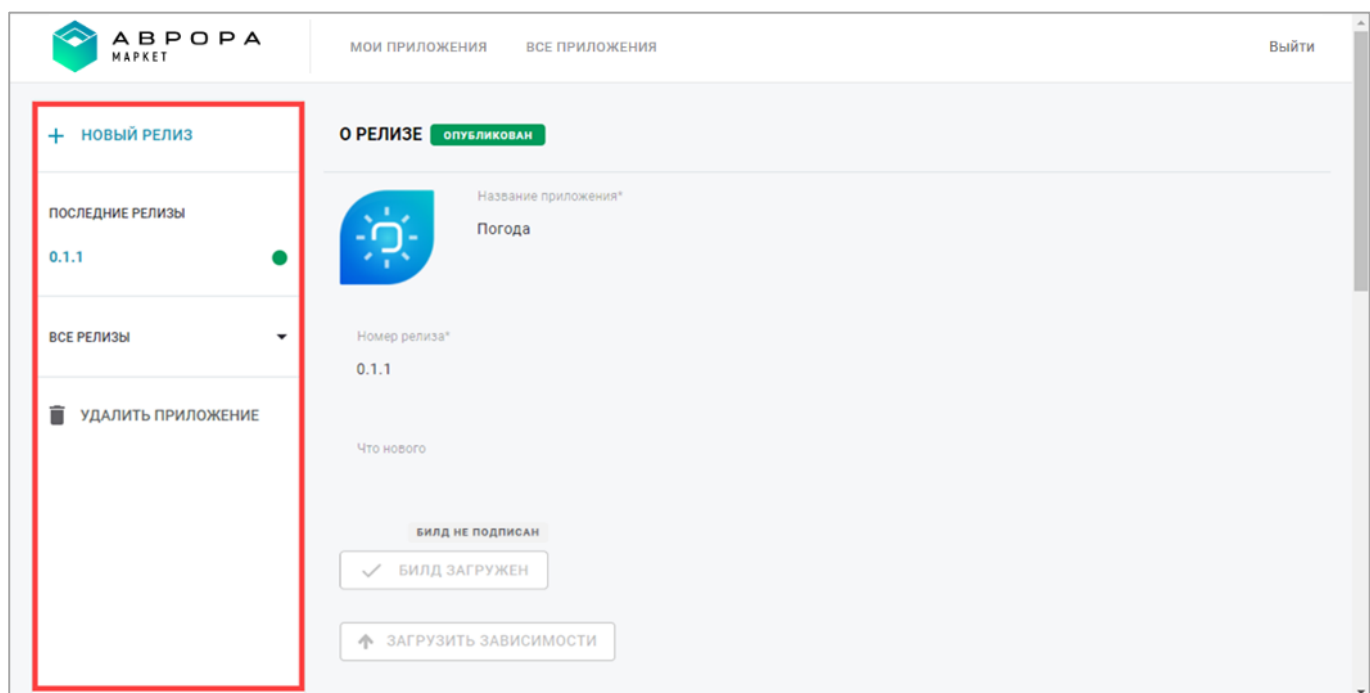 АВРОРА
МАРКЕТ
МОИ ПРИЛОЖЕНИЯ
ВСЕ ПРИЛОЖЕНИЯ
Выйти
+ НОВЫЙ РЕЛИЗ
ПОСЛЕДНИЕ РЕЛИЗЫ
0.1.1
ВСЕ РЕЛИЗЫ
УДАЛИТЬ ПРИЛОЖЕНИЕ
О РЕЛИЗЕ ОПУБЛИКОВАН
Название приложения*
Погода
Номер релиза*
0.1.1
Что нового
БИЛД НЕ ПОДПИСАН
БИЛД ЗАГРУЖЕН
ЗАГРУЗИТЬ ЗАВИСИМОСТИ